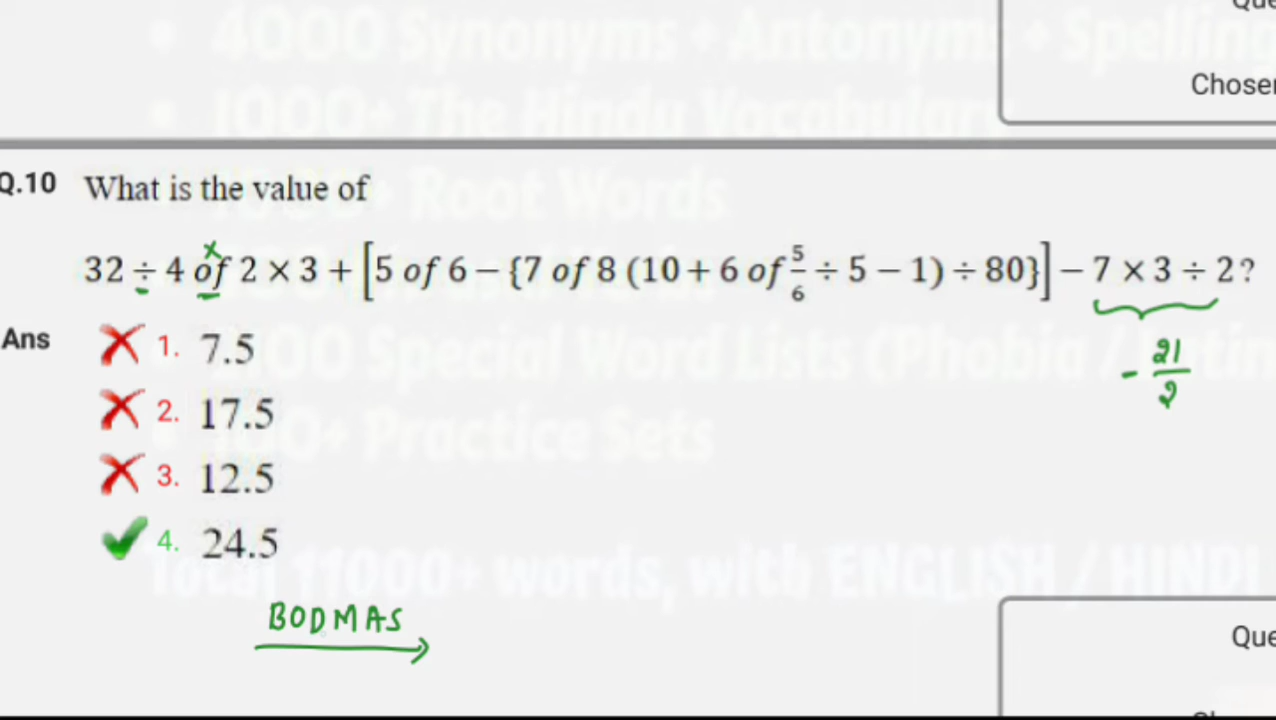 • 4000 Synonyms + Antonyms + Spelling
Que
• 1000+ The Hindu Vocabulary
Chosen
1000+ Root Words
Q.10 What is the value of
x
32 ÷ 4 of 2 × 3 + [5 of 6 − {7 of 8 (10 + 6 of 5/6 ÷ 5 − 1) ÷ 80}] − 7 × 3 ÷ 2?
Ans
1. 7.5
Special Word Lists (Phobia /
- 21/2
2. 17.5
Practice Sets
3. 12.5
4. 24.5
Total 11000+ words, with ENGLISH / HINDI
BODMAS
Que